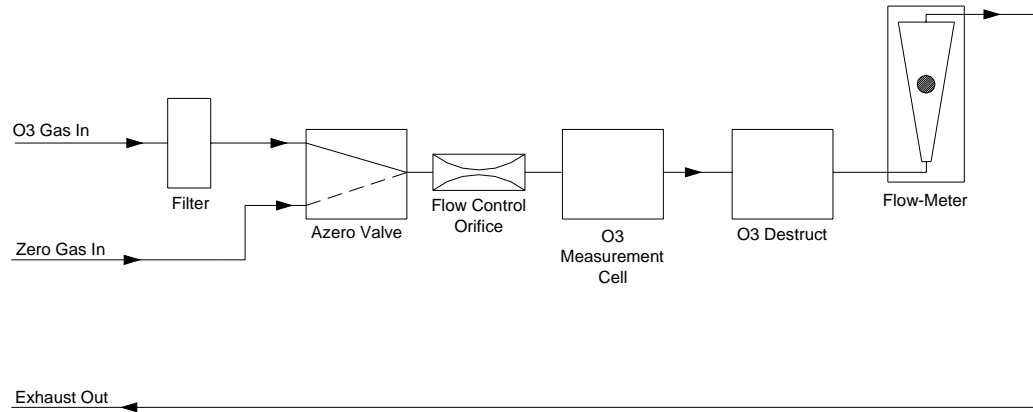 O3 Gas In
Filter
Zero Gas In
Azero Valve
Flow Control
Orifice
O3
Measurement
Cell
O3 Destruct
Flow-Meter
Exhaust Out